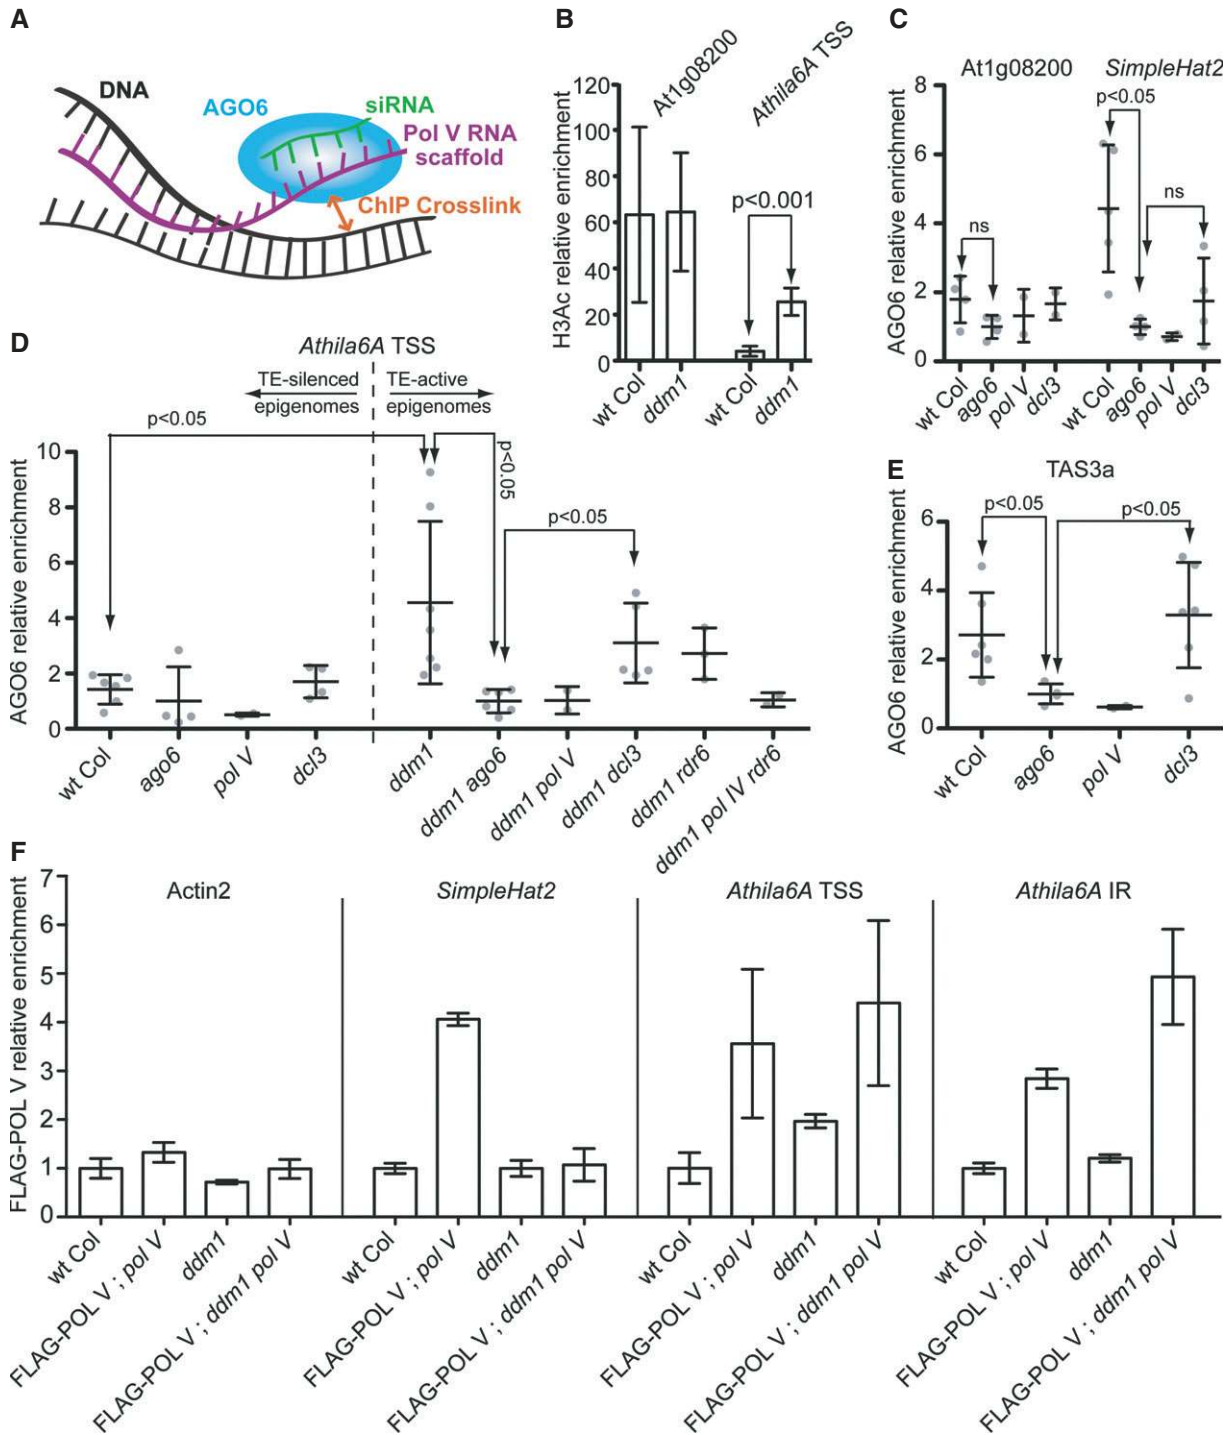 A
DNA
AGO6
siRNA
Pol V RNA
scaffold
ChIP Crosslink
B
At1g08200
Athila6A TSS
H3Ac relative enrichment
120
100
80
60
40
20
0
p<0.001
wt Col
ddm1
wt Col
ddm1
C
At1g08200
SimpleHat2
AGO6 relative enrichment
8
6
4
2
0
ns
p<0.05
ns
wt Col
ago6
pol V
dcl3
wt Col
ago6
pol V
dcl3
D
Athila6A TSS
TE-silenced
epigenomes
TE-active
epigenomes
AGO6 relative enrichment
10
8
6
4
2
0
p<0.05
p<0.05
p<0.05
wt Col
ago6
pol V
dcl3
ddm1
ddm1 ago6
ddm1 pol V
ddm1 dcl3
ddm1 rdr6
ddm1 pol IV rdr6
E
TAS3a
AGO6 relative enrichment
6
4
2
0
p<0.05
p<0.05
wt Col
ago6
pol V
dcl3
F
FLAG-POL V relative enrichment
7
6
5
4
3
2
1
0
Actin2
SimpleHat2
Athila6A TSS
Athila6A IR
wt Col
FLAG-POL V ; pol V
ddm1
FLAG-POL V ; ddm1 pol V
wt Col
FLAG-POL V ; pol V
ddm1
FLAG-POL V ; ddm1 pol V
wt Col
FLAG-POL V ; pol V
ddm1
FLAG-POL V ; ddm1 pol V
wt Col
FLAG-POL V ; pol V
ddm1
FLAG-POL V ; ddm1 pol V